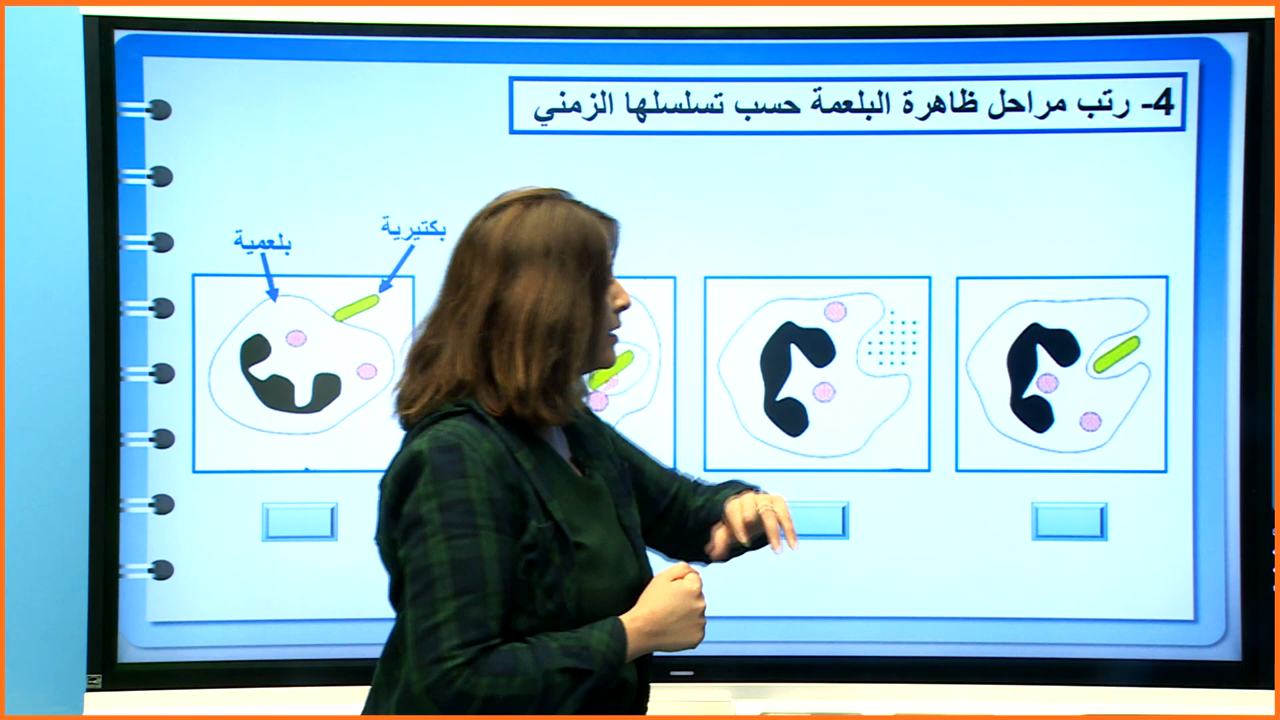 4- رتب مراحل ظاهرة البلعمة حسب تسلسلها الزمني
بكتيرية
بلعمية